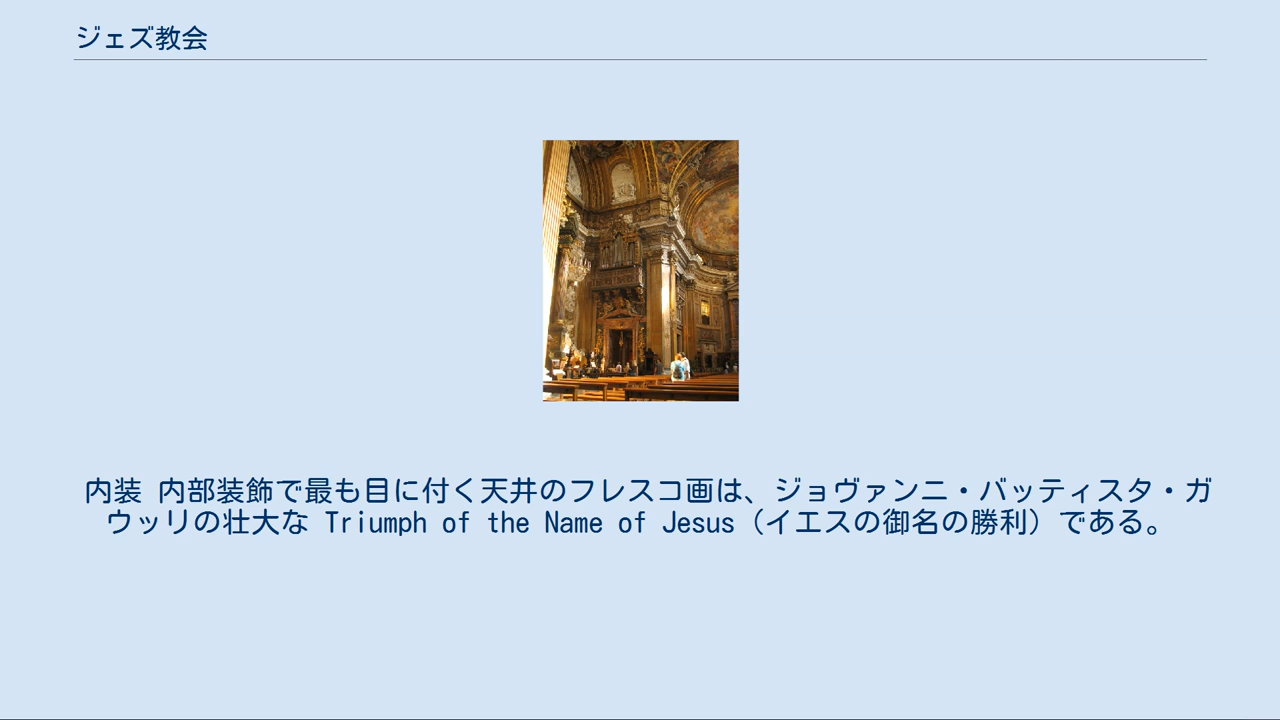 ジェズ教会
内装 内部装飾で最も目に付く天井のフレスコ画は、ジョヴァンニ・バッティスタ・ガ
ウッリの壮大な Triumph of the Name of Jesus（イエスの御名の勝利）である。